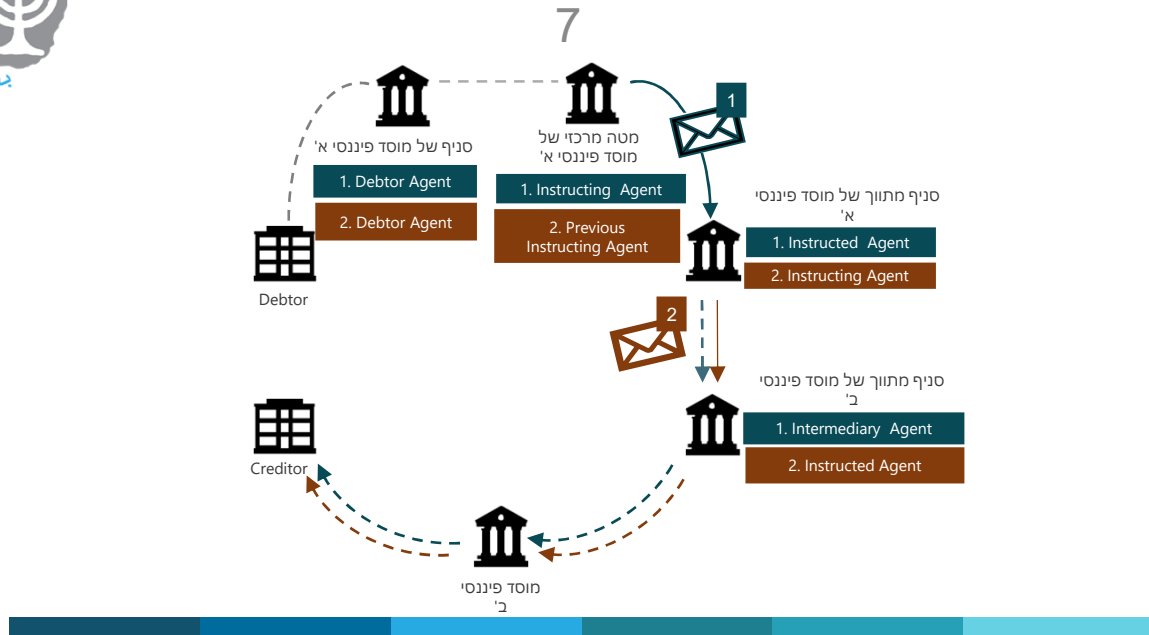 7
1
מטה מרכזי של
מוסד פיננסי א'
סניף של מוסד פיננסי א'
1. Debtor Agent
2. Debtor Agent
1. Instructing Agent
2. Previous
Instructing Agent
סניף מתווך של מוסד פיננסי
א'
1. Instructed Agent
2. Instructing Agent
Debtor
2
סניף מתווך של מוסד פיננסי
ב'
1. Intermediary Agent
2. Instructed Agent
Creditor
מוסד פיננסי
ב'